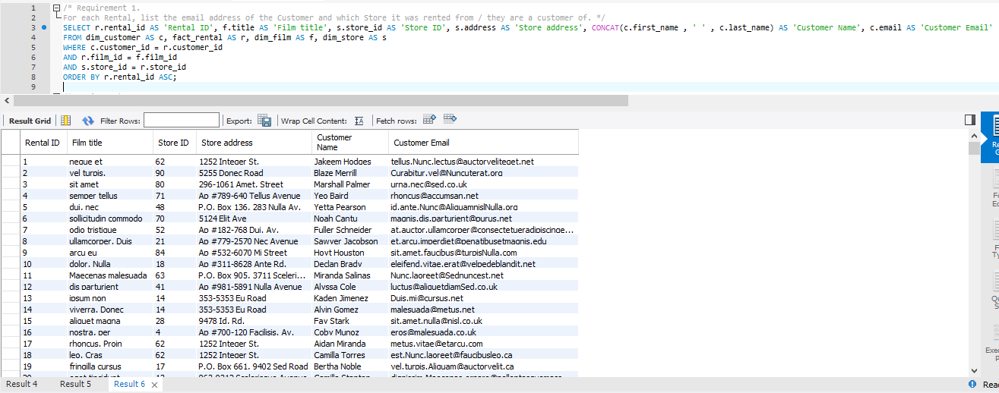 1 /* Requirement 1.
2 For each Rental, list the email address of the Customer and which Store it was rented from / they are a customer of. */
3 SELECT r.rental_id AS 'Rental ID', f.title AS 'Film title', s.store_id AS 'Store ID', s.address AS 'Store address', CONCAT(c.first_name , ' ' , c.last_name) AS 'Customer Name', c.email AS 'Customer Email'
4 FROM dim_customer AS c, fact_rental AS r, dim_film AS f, dim_store AS s
5 WHERE c.customer_id = r.customer_id
6 AND r.film_id = f.film_id
7 AND s.store_id = r.store_id
8 ORDER BY r.rental_id ASC;
9
Result Grid Filter Rows: Export: Wrap Cell Content: Fetch rows:
Rental ID Film title Store ID Store address Customer Name Customer Email
1 neque et 62 1252 Integer St. Jakeem Hodges tellus.Nunc.lectus@auctorveliteget.net
2 vel turpis. 90 5255 Donec Road Blaze Merrill Curabitur.vel@Nuncuterat.org
3 sit amet 80 296-1061 Amet. Street Marshall Palmer urna.nec@sed.co.uk
4 semper tellus 71 Ap #789-640 Tellus Avenue Yeo Baird rhoncus@accumsan.net
5 dui. nec 48 P.O. Box 136. 283 Nulla Av. Yetta Pearson id.ante.Nunc@AliquamnislNulla.org
6 sollicitudin commodo 70 5124 Elit Ave Noah Cantu magnis.dis.parturient@purus.net
7 odio tristique 52 Ap #182-768 Dui. Av. Fuller Schneider at.auctor.ullamcorper@consectetueradipiscinge...
8 ullamcorper. Duis 21 Ap #779-2570 Nec Avenue Sawyer Jacobson et.arcu.imperdiet@penatibusetmagnis.edu
9 arcu eu 84 Ap #532-6070 Mi Street Hoyt Houston sit.amet.faucibus@turpisNulla.com
10 dolor. Nulla 18 Ap #311-8628 Ante Rd. Declan Brady eleifend.vitae.erat@velpedeblandit.net
11 Maecenas malesuada 63 P.O. Box 905. 3711 Sceleri... Miranda Salinas Nunc.laoreet@Sednuncest.net
12 dis parturient 41 Ap #981-5891 Nulla Avenue Alyssa Cole luctus@aliquetdiamSed.co.uk
13 ipsum non 14 353-5353 Eu Road Kaden Jimenez Duis.mi@cursus.net
14 viverra. Donec 14 353-5353 Eu Road Alvin Gomez malesuada@metus.net
15 aliquet magna 28 9478 Id. Rd. Fay Stark sit.amet.nulla@nisl.co.uk
16 nostra. per 4 Ap #700-120 Facilisis. Av. Coby Munoz eros@malesuada.co.uk
17 rhoncus. Proin 62 1252 Integer St. Aidan Miranda metus.vitae@etarcu.com
18 leo. Cras 62 1252 Integer St. Camilla Torres est.Nunc.laoreet@faucibusleo.ca
19 fringilla cursus 17 P.O. Box 661. 9402 Sed Road Bertha Noble vel.turpis.Aliquam@auctorvelit.ca
Result 4 Result 5 Result 6